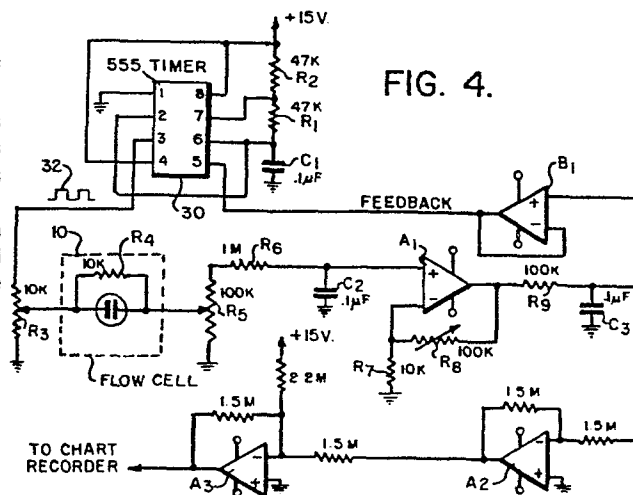 +15V.
555 TIMER
47K
R2
47K
R1
FIG. 4.
1 8
2 7
3 6
4 5
C1
.1μF
30
32
FEEDBACK
B1
+
−
10
R4
10K
10K
R3
FLOW CELL
1M R6
100K
R5
C2
.1μF
A1
+
−
R7
10K
R8
100K
100K
R9
.1μF
C3
+15V.
2.2M
1.5M
1.5M
1.5M
1.5M
TO CHART
RECORDER
A3
−
+
A2
−
+